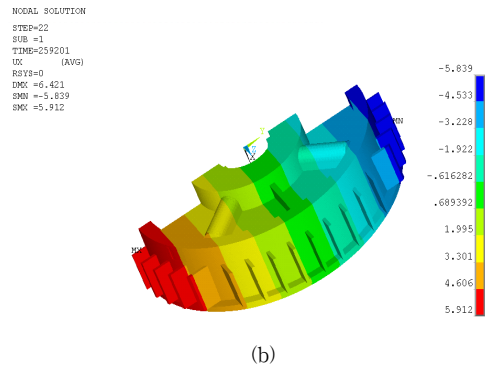 NODAL SOLUTION
STEP=22
SUB =1
TIME=259201
UX (AVG)
RSYS=0
DMX =6.421
SMN =-5.839
SMX =5.912
-5.839
-4.533
-3.228
-1.922
-.616282
.689392
1.995
3.301
4.606
5.912
MN
(b)